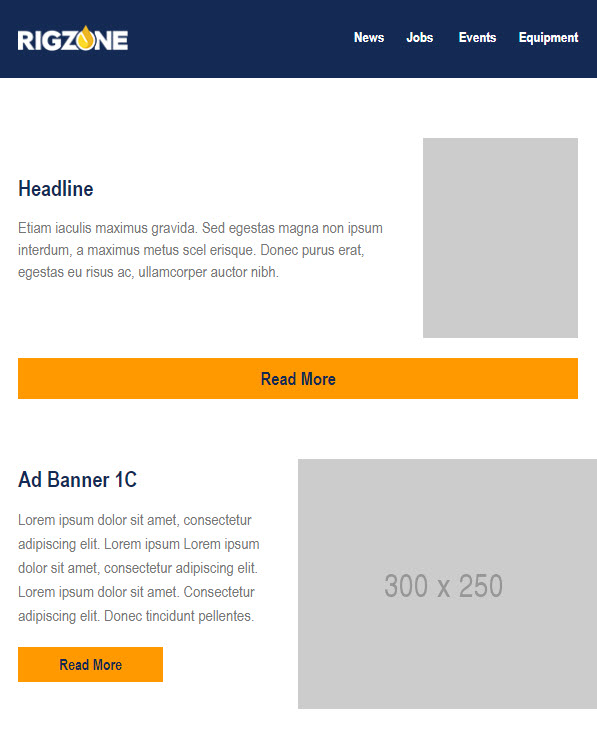 RIGZONE
News Jobs Events Equipment
Headline
Etiam iaculis maximus gravida. Sed egestas magna non ipsum
interdum, a maximus metus scel erisque. Donec purus erat,
egestas eu risus ac, ullamcorper auctor nibh.
Read More
Ad Banner 1C
Lorem ipsum dolor sit amet, consectetur
adipiscing elit. Lorem ipsum Lorem ipsum
dolor sit amet, consectetur adipiscing elit.
Lorem ipsum dolor sit amet. Consectetur
adipiscing elit. Donec tincidunt pellentes.
Read More
300 x 250